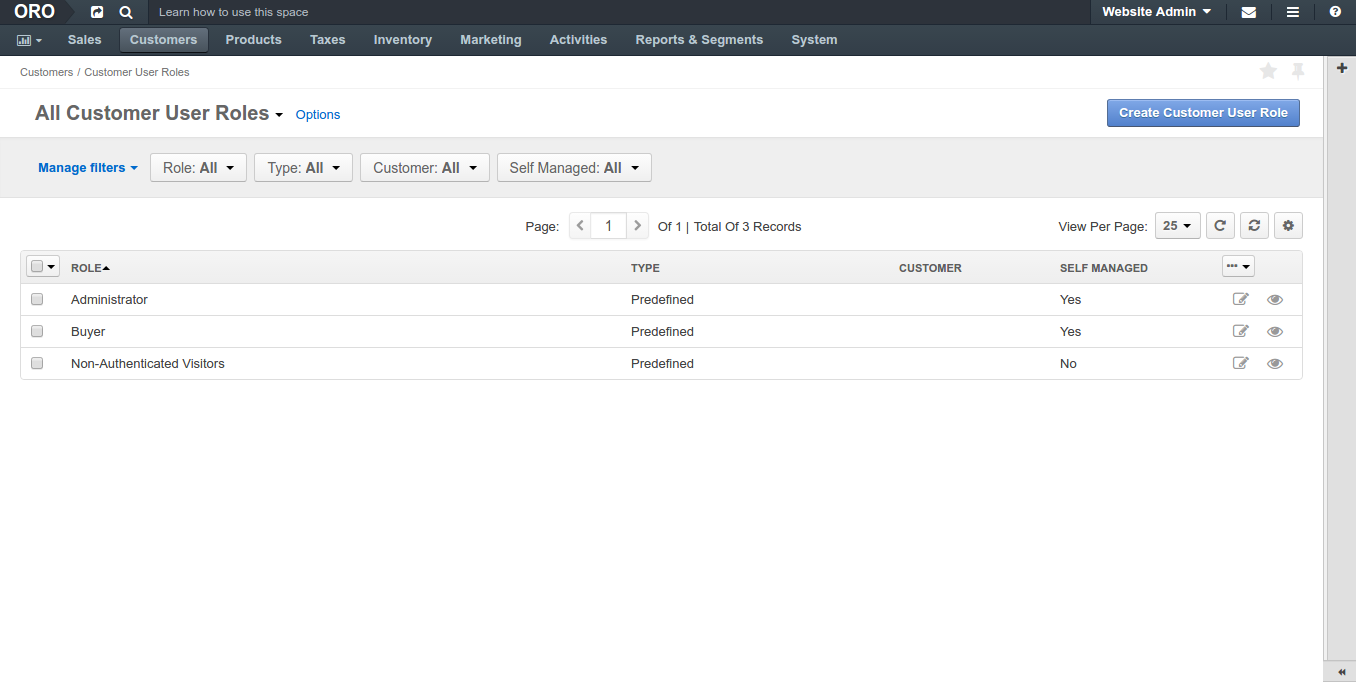 ORO Learn how to use this space Website Admin
Sales Customers Products Taxes Inventory Marketing Activities Reports & Segments System
Customers / Customer User Roles
All Customer User Roles Options Create Customer User Role
Manage filters Role: All Type: All Customer: All Self Managed: All
Page: 1 Of 1 | Total Of 3 Records View Per Page: 25
ROLE TYPE CUSTOMER SELF MANAGED
Administrator Predefined Yes
Buyer Predefined Yes
Non-Authenticated Visitors Predefined No